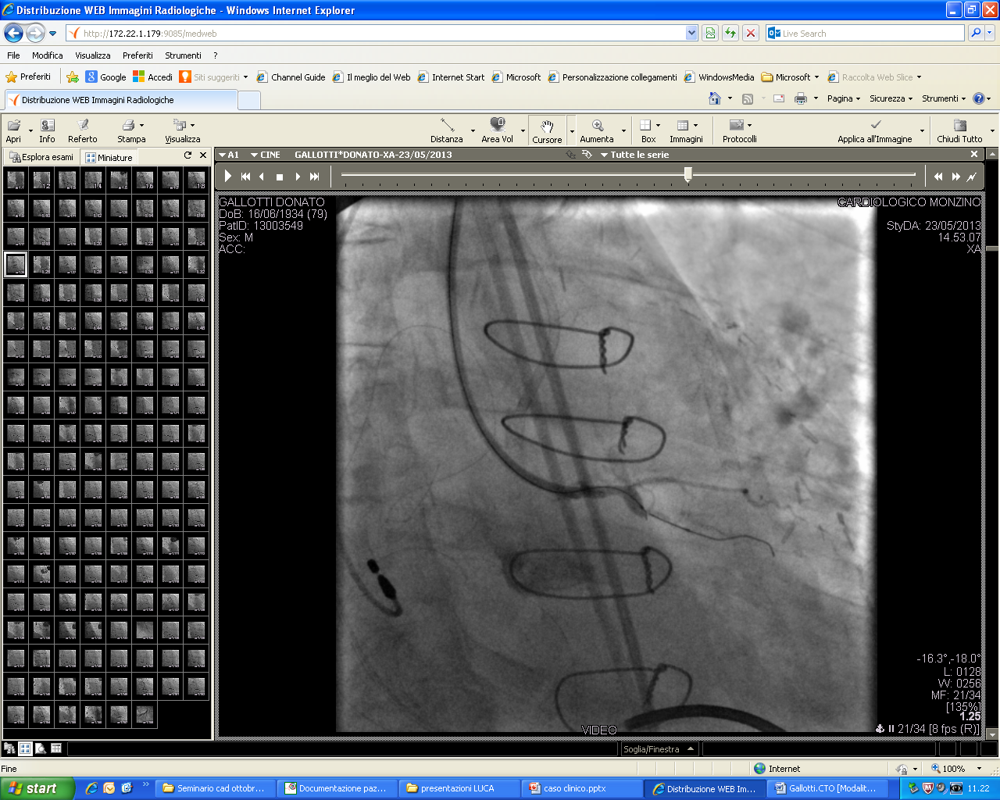 Distribuzione WEB Immagini Radiologiche - Windows Internet Explorer
http://172.22.1.179:9085/medweb
Live Search
File Modifica Visualizza Preferiti Strumenti ?
Preferiti Google Accedi Siti suggeriti Channel Guide Il meglio del Web Internet Start Microsoft Personalizzazione collegamenti WindowsMedia Microsoft Raccolta Web Slice
Distribuzione WEB Immagini Radiologiche
Pagina Sicurezza Strumenti
Apri Info Referto Stampa Visualizza Distanza Area Vol Cursore Aumenta Box Immagini Protocolli Applica all'Immagine Chiudi Tutto
Esplora esami Miniature
A1 CINE GALLOTTI*DONATO-XA-23/05/2013 Tutte le serie
GALLOTTI DONATO
DoB: 16/06/1934 (79)
PatID: 13003549
Sex: M
ACC:
CARDIOLOGICO MONZINO
StyDA: 23/05/2013
14.53.07
XA
-16.3°,-18.0°
L: 0128
W: 0256
MF: 21/34
[135%]
1.25
21/34 [8 fps (R)]
VIDEO
Soglia/Finestra
Fine
Internet
100%
start
Seminario cad ottobr...
Documentazione paz...
presentazioni LUCA
caso clinico.pptx
Distribuzione WEB Im...
Gallotti.CTO [Modalit...
11.22